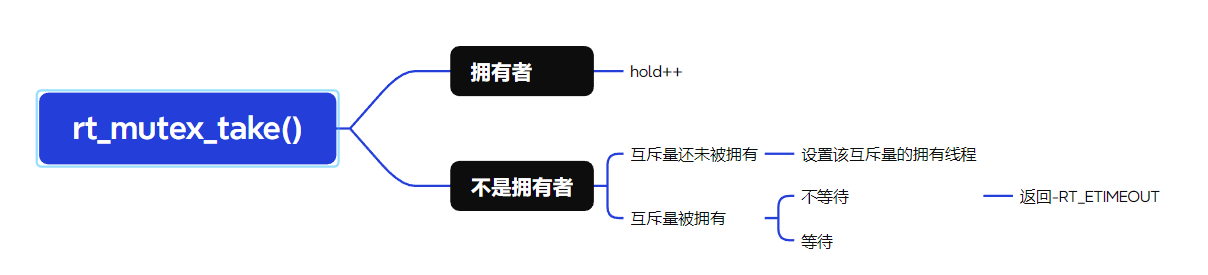 rt_mutex_take()
拥有者
hold++
不是拥有者
互斥量还未被拥有
设置该互斥量的拥有线程
互斥量被拥有
不等待
返回-RT_ETIMEOUT
等待